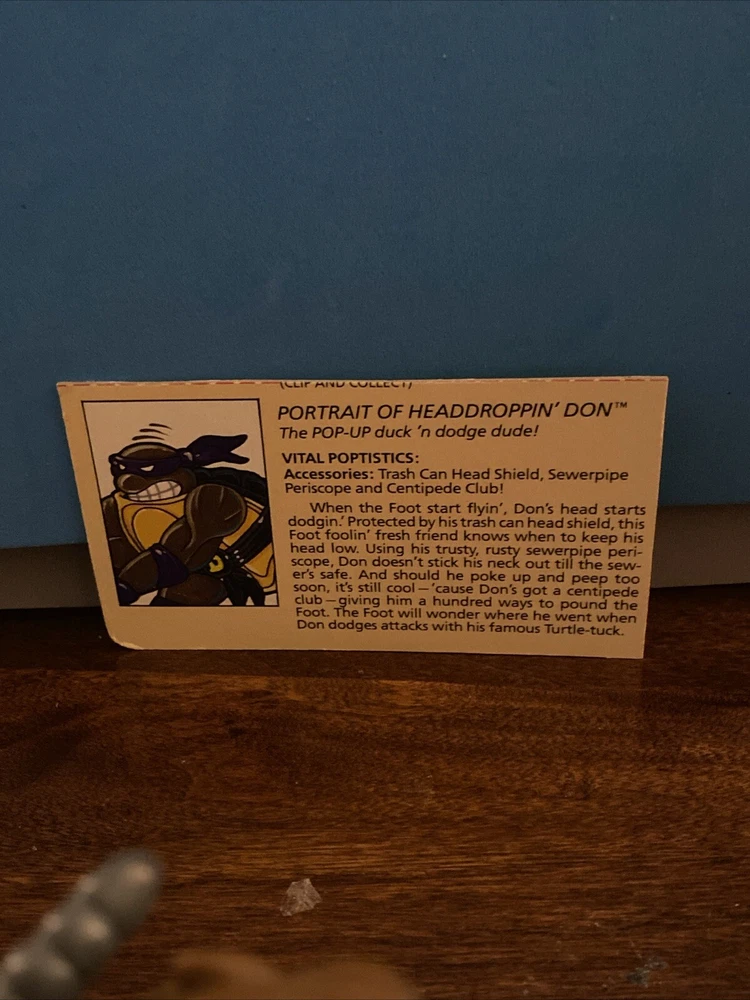 (CLIP AND COLLECT)
PORTRAIT OF HEADDROPPIN' DON™
The POP-UP duck 'n dodge dude!
VITAL POPTISTICS:
Accessories: Trash Can Head Shield, Sewerpipe
Periscope and Centipede Club!
When the Foot start flyin', Don's head starts
dodgin.' Protected by his trash can head shield, this
Foot foolin' fresh friend knows when to keep his
head low. Using his trusty, rusty sewerpipe peri-
scope, Don doesn't stick his neck out till the sew-
er's safe. And should he poke up and peep too
soon, it's still cool—'cause Don's got a centipede
club—giving him a hundred ways to pound the
Foot. The Foot will wonder where he went when
Don dodges attacks with his famous Turtle-tuck.